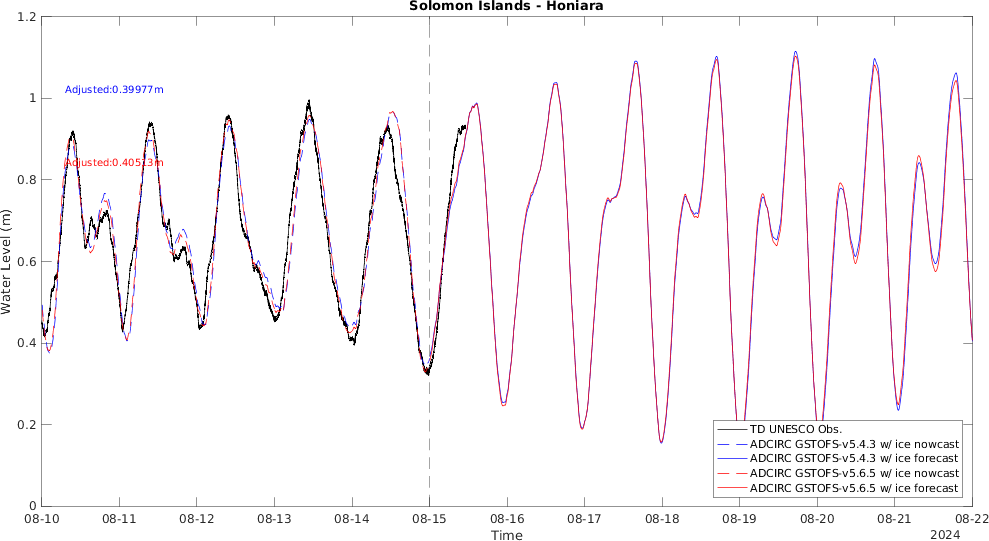 Solomon Islands - Honiara
1.2
1
0.8
0.6
0.4
0.2
0
Water Level (m)
Adjusted:0.39977m
Adjusted:0.40513m
TD UNESCO Obs.
ADCIRC GSTOFS-v5.4.3 w/ ice nowcast
ADCIRC GSTOFS-v5.4.3 w/ ice forecast
ADCIRC GSTOFS-v5.6.5 w/ ice nowcast
ADCIRC GSTOFS-v5.6.5 w/ ice forecast
08-10 08-11 08-12 08-13 08-14 08-15 08-16 08-17 08-18 08-19 08-20 08-21 08-22
Time
2024